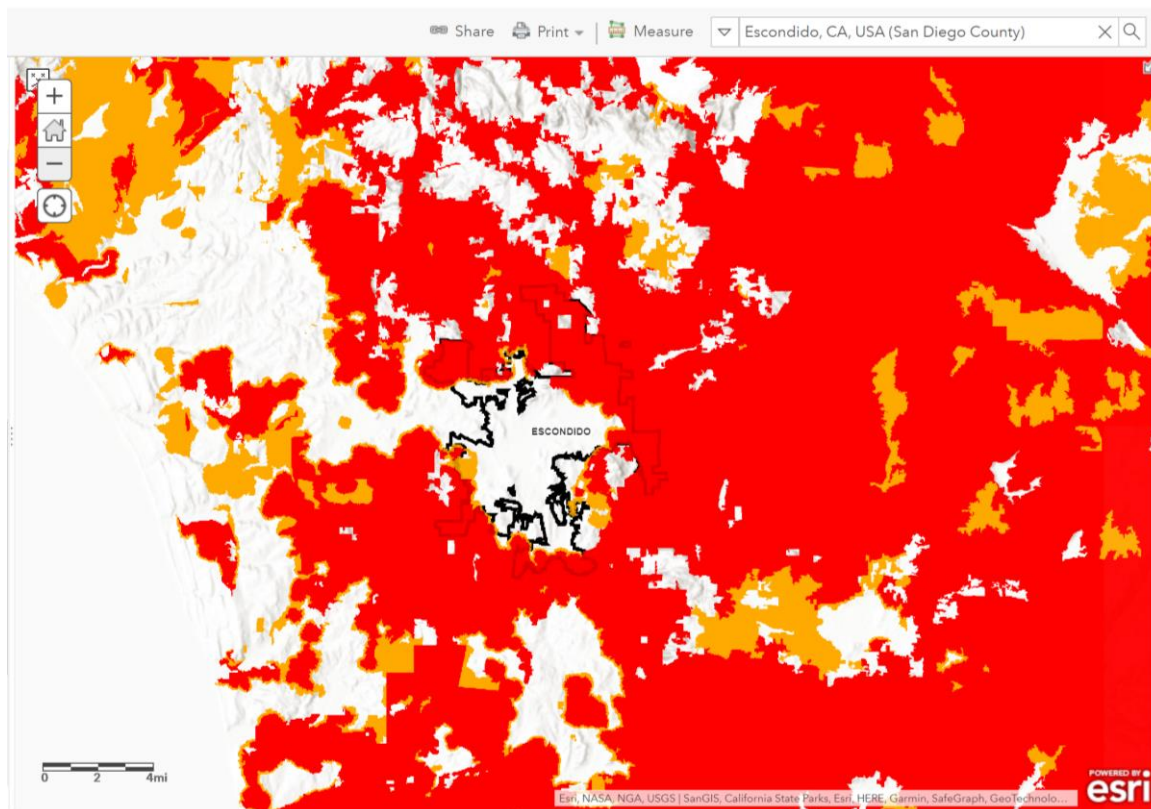 Share Print Measure Escondido, CA, USA (San Diego County)
ESCONDIDO
0 2 4mi
POWERED BY
esri
Esri, NASA, NGA, USGS | SanGIS, California State Parks, Esri, HERE, Garmin, SafeGraph, GeoTechnolo...